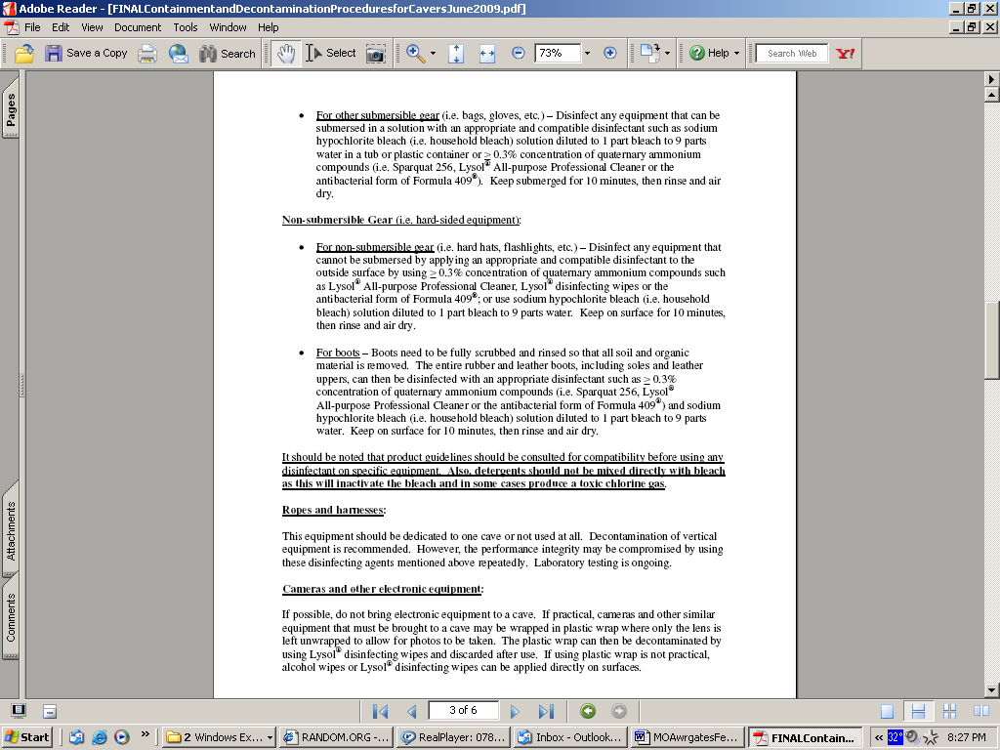 Adobe Reader - [FINALContainmentandDecontaminationProceduresforCaversJune2009.pdf]
File Edit View Document Tools Window Help
Save a Copy Search Select 73% Help Search Web Y!
Pages
Attachments
Comments
• For other submersible gear (i.e. bags, gloves, etc.) – Disinfect any equipment that can be
submersed in a solution with an appropriate and compatible disinfectant such as sodium
hypochlorite bleach (i.e. household bleach) solution diluted to 1 part bleach to 9 parts
water in a tub or plastic container or ≥ 0.3% concentration of quaternary ammonium
compounds (i.e. Sparquat 256, Lysol® All-purpose Professional Cleaner or the
antibacterial form of Formula 409®). Keep submerged for 10 minutes, then rinse and air
dry.
Non-submersible Gear (i.e. hard-sided equipment):
• For non-submersible gear (i.e. hard hats, flashlights, etc.) – Disinfect any equipment that
cannot be submersed by applying an appropriate and compatible disinfectant to the
outside surface by using ≥ 0.3% concentration of quaternary ammonium compounds such
as Lysol® All-purpose Professional Cleaner, Lysol® disinfecting wipes or the
antibacterial form of Formula 409®; or use sodium hypochlorite bleach (i.e. household
bleach) solution diluted to 1 part bleach to 9 parts water. Keep on surface for 10 minutes,
then rinse and air dry.
• For boots – Boots need to be fully scrubbed and rinsed so that all soil and organic
material is removed. The entire rubber and leather boots, including soles and leather
uppers, can then be disinfected with an appropriate disinfectant such as ≥ 0.3%
concentration of quaternary ammonium compounds (i.e. Sparquat 256, Lysol®
All-purpose Professional Cleaner or the antibacterial form of Formula 409®) and sodium
hypochlorite bleach (i.e. household bleach) solution diluted to 1 part bleach to 9 parts
water. Keep on surface for 10 minutes, then rinse and air dry.
It should be noted that product guidelines should be consulted for compatibility before using any
disinfectant on specific equipment. Also, detergents should not be mixed directly with bleach
as this will inactivate the bleach and in some cases produce a toxic chlorine gas.
Ropes and harnesses:
This equipment should be dedicated to one cave or not used at all. Decontamination of vertical
equipment is recommended. However, the performance integrity may be compromised by using
these disinfecting agents mentioned above repeatedly. Laboratory testing is ongoing.
Cameras and other electronic equipment:
If possible, do not bring electronic equipment to a cave. If practical, cameras and other similar
equipment that must be brought to a cave may be wrapped in plastic wrap where only the lens is
left unwrapped to allow for photos to be taken. The plastic wrap can then be decontaminated by
using Lysol® disinfecting wipes and discarded after use. If using plastic wrap is not practical,
alcohol wipes or Lysol® disinfecting wipes can be applied directly on surfaces.
3 of 6
Start » 2 Windows Ex... RANDOM.ORG -... RealPlayer: 078... Inbox - Outlook... MOAwrgatesFe... FINALContain... « 32° 8:27 PM